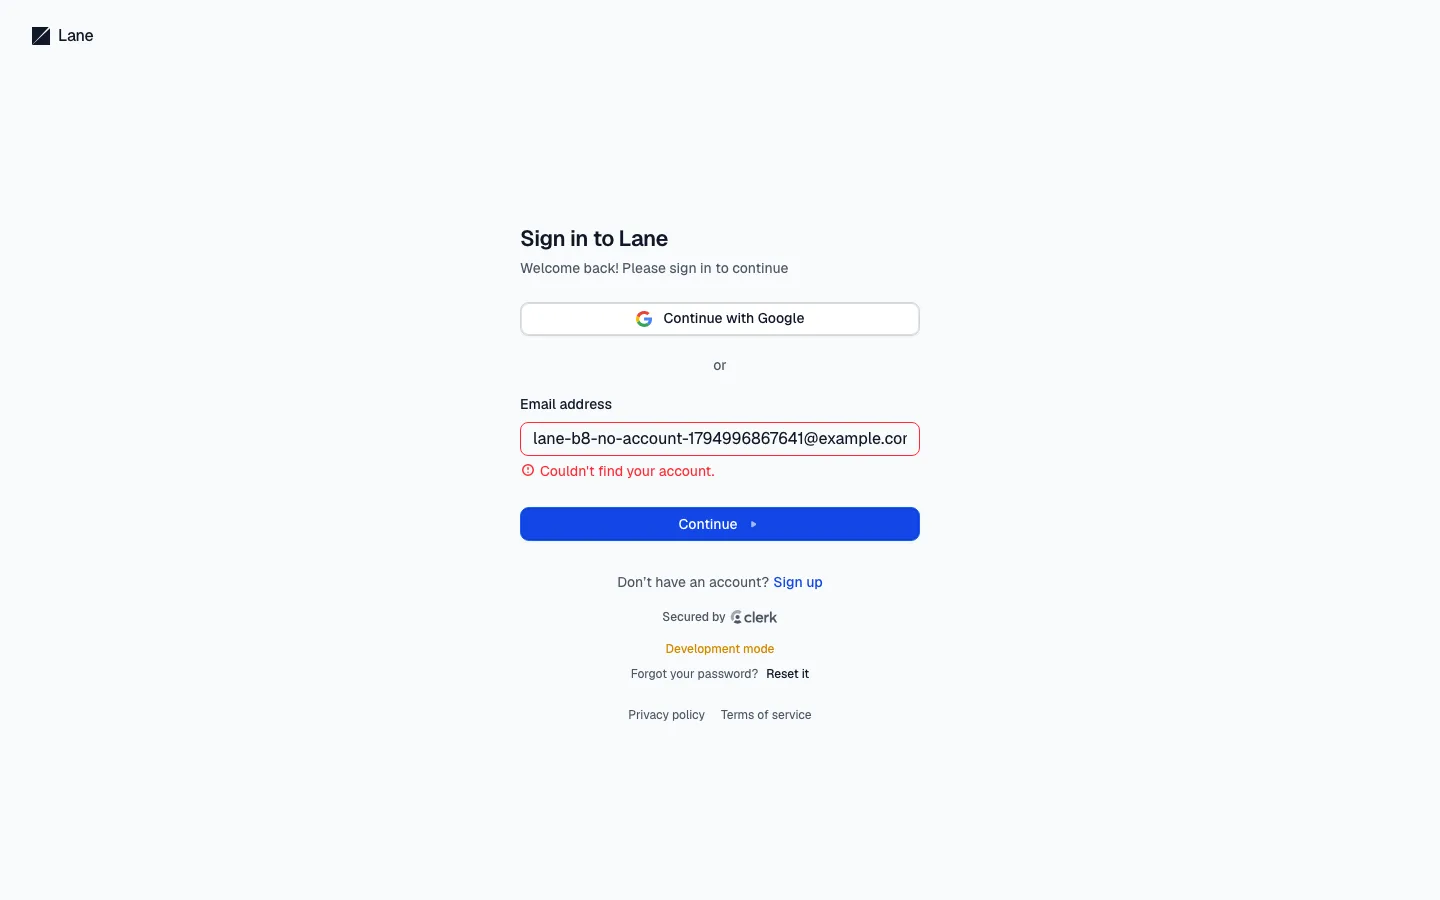 Lane
Sign in to Lane
Welcome back! Please sign in to continue
Continue with Google
or
Email address
lane-b8-no-account-1794996867641@example.cor
Couldn't find your account.
Continue
Don't have an account? Sign up
Secured by clerk
Development mode
Forgot your password? Reset it
Privacy policy Terms of service